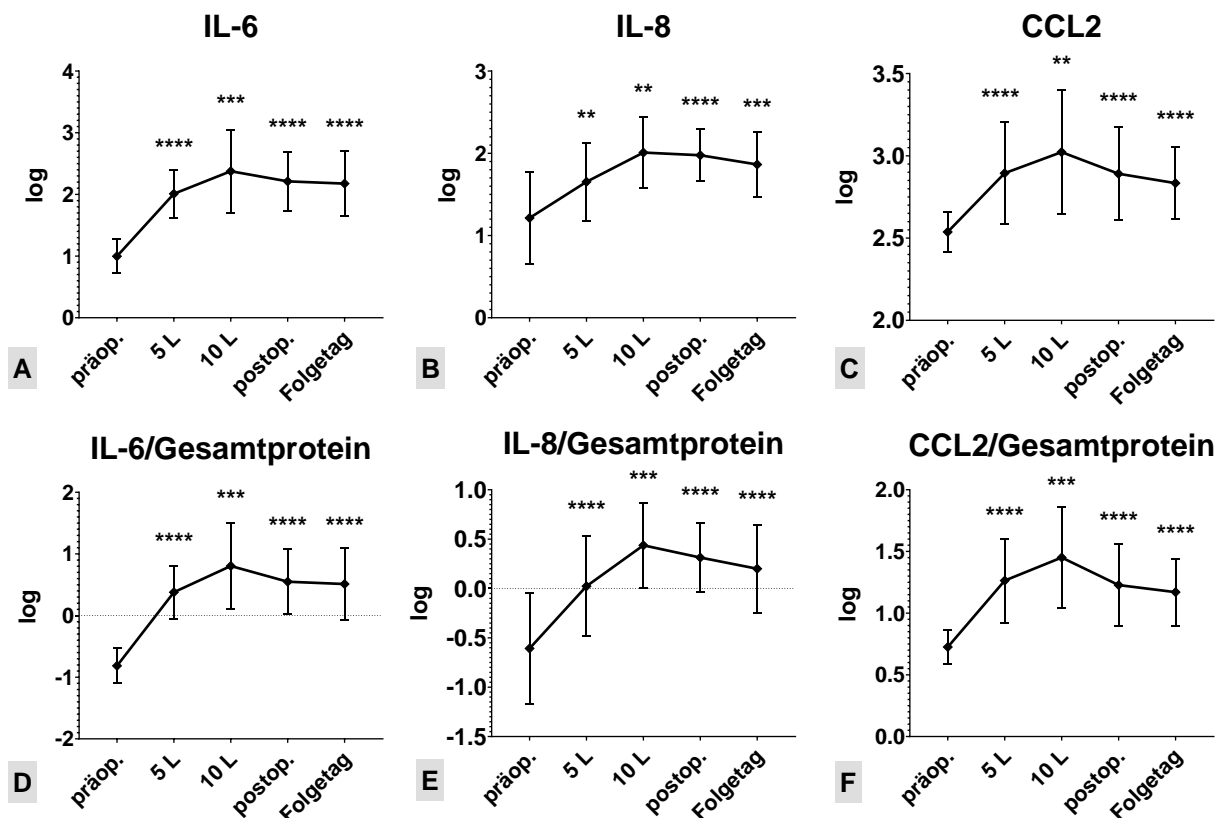 IL-6
log
4
3
2
1
0
***
****
****
****
präop.
5 L
10 L
postop.
Folgetag
A
IL-8
log
3
2
1
0
**
**
****
***
präop.
5 L
10 L
postop.
Folgetag
B
CCL2
log
3.5
3.0
2.5
2.0
****
**
****
****
präop.
5 L
10 L
postop.
Folgetag
C
IL-6/Gesamtprotein
log
2
1
0
-1
-2
****
***
****
****
präop.
5 L
10 L
postop.
Folgetag
D
IL-8/Gesamtprotein
log
1.0
0.5
0.0
-0.5
-1.0
-1.5
****
***
****
****
präop.
5 L
10 L
postop.
Folgetag
E
CCL2/Gesamtprotein
log
2.0
1.5
1.0
0.5
0.0
****
***
****
****
präop.
5 L
10 L
postop.
Folgetag
F